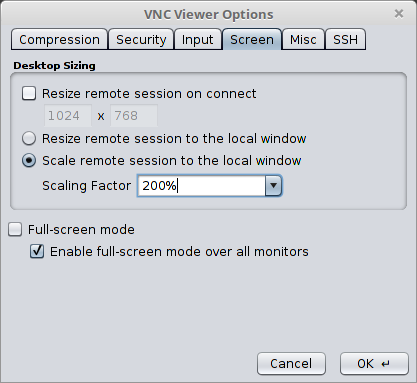 VNC Viewer Options
Compression Security Input Screen Misc SSH
Desktop Sizing
Resize remote session on connect
1024 x 768
Resize remote session to the local window
Scale remote session to the local window
Scaling Factor 200%
Full-screen mode
Enable full-screen mode over all monitors
Cancel OK ↵